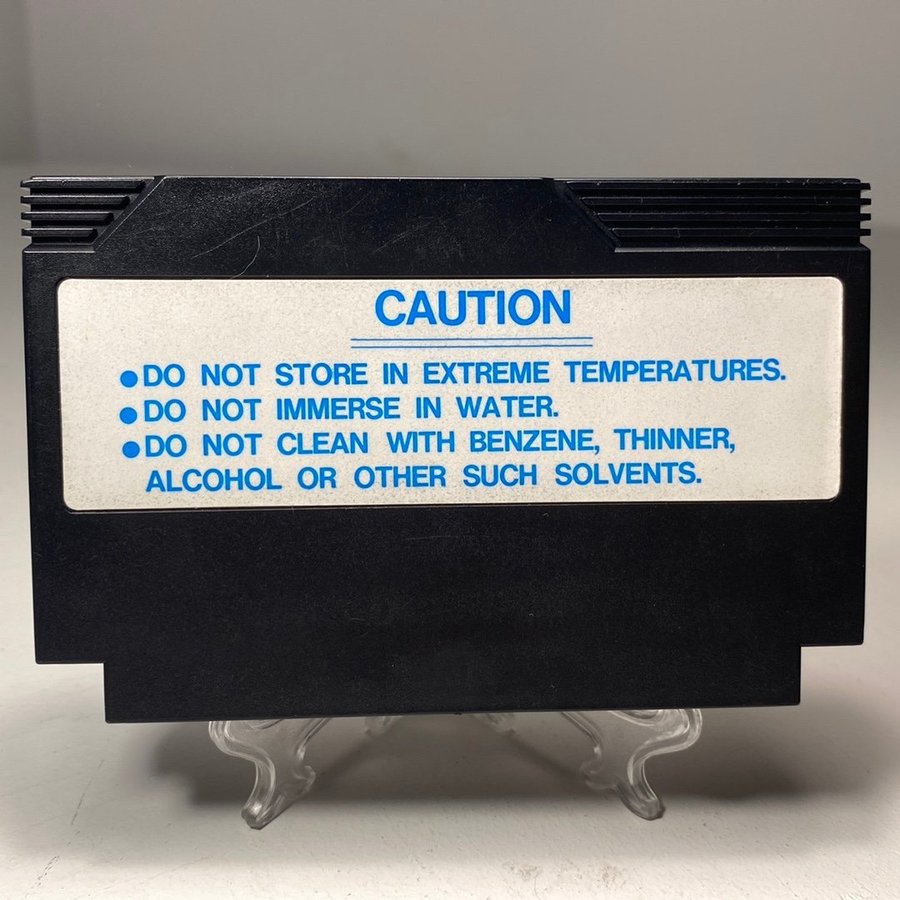 CAUTION
●DO NOT STORE IN EXTREME TEMPERATURES.
●DO NOT IMMERSE IN WATER.
●DO NOT CLEAN WITH BENZENE, THINNER,
ALCOHOL OR OTHER SUCH SOLVENTS.